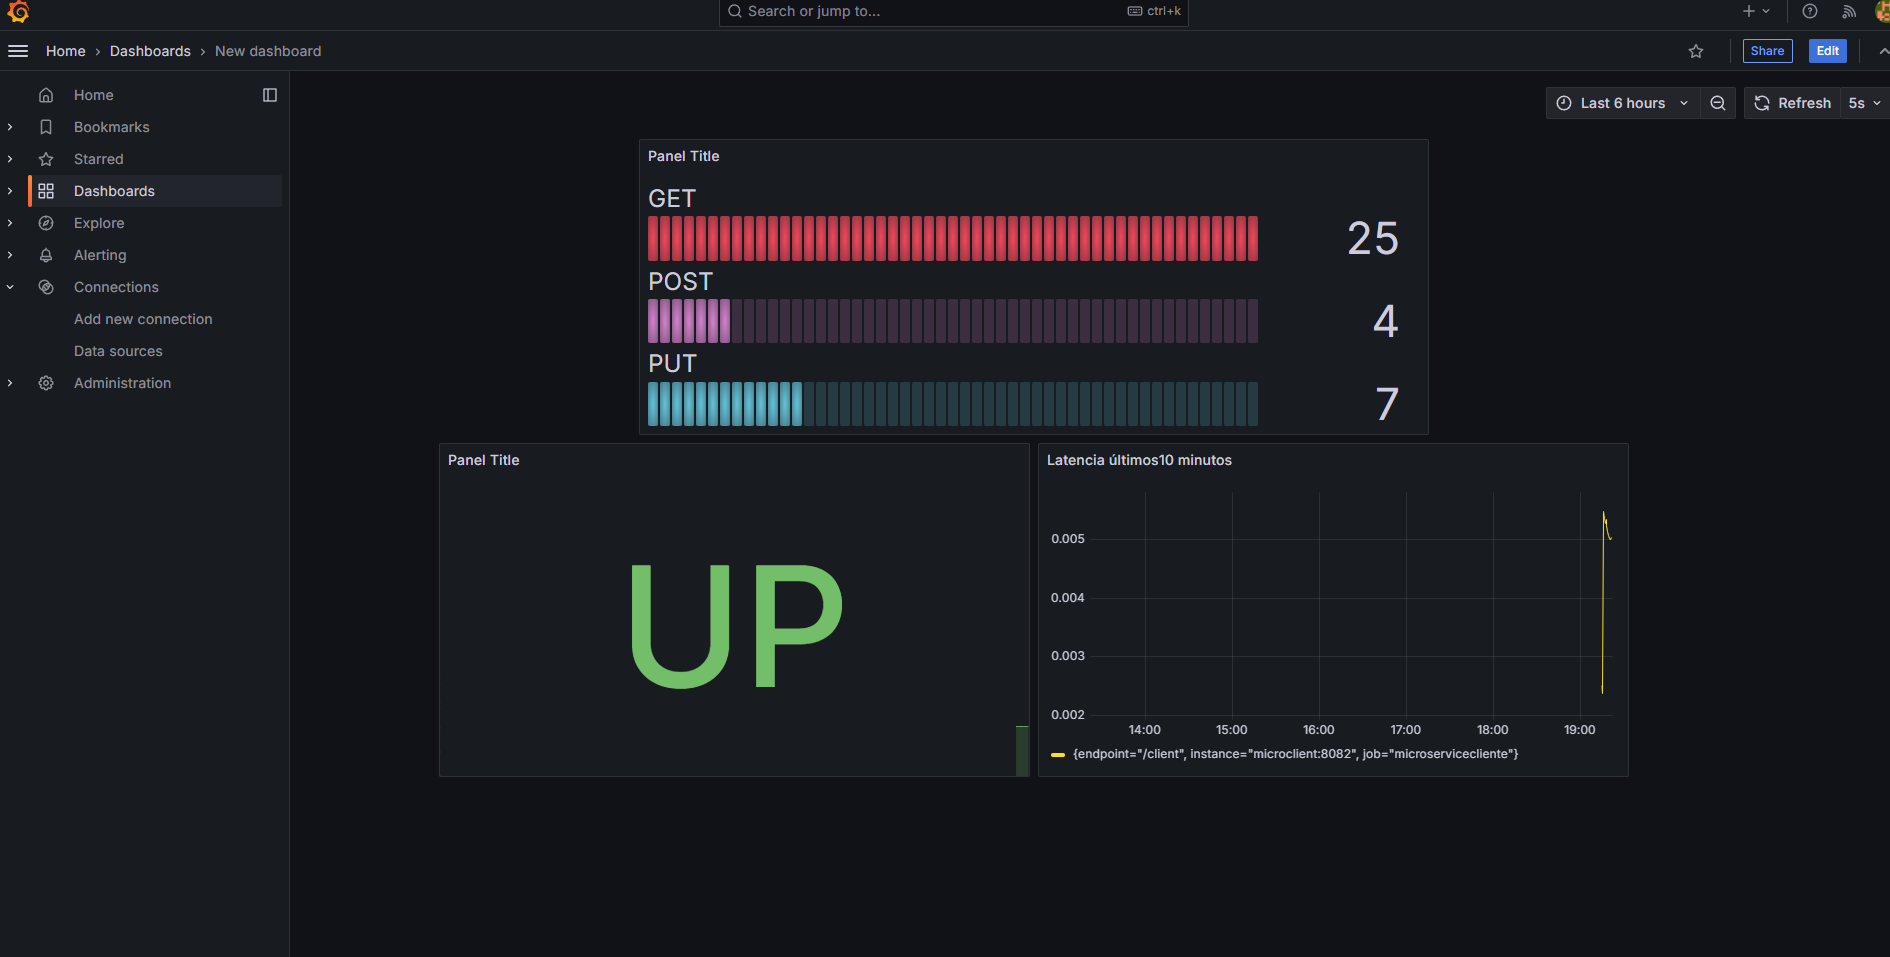 Search or jump to... ctrl+k
Home › Dashboards › New dashboard
Share Edit
Home
Bookmarks
Starred
Dashboards
Explore
Alerting
Connections
Add new connection
Data sources
Administration
Last 6 hours Refresh 5s
Panel Title
GET
25
POST
4
PUT
7
Panel Title
UP
Latencia últimos10 minutos
0.005
0.004
0.003
0.002
14:00 15:00 16:00 17:00 18:00 19:00
{endpoint="/client", instance="microclient:8082", job="microservicecliente"}